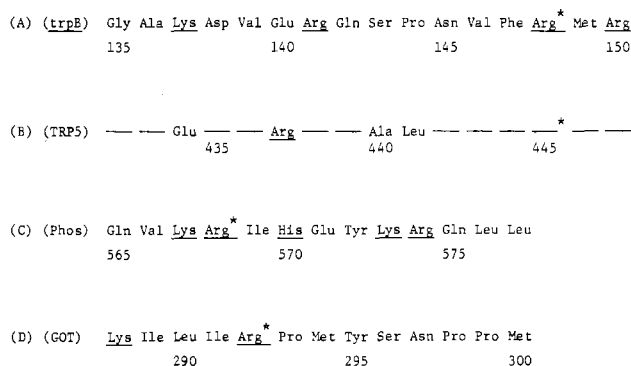 (A) (trpB) Gly Ala Lys Asp Val Glu Arg Gln Ser Pro Asn Val Phe Arg* Met Arg
135 140 145 150
(B) (TRP5) — — Glu — — Arg — — Ala Leu — — — — * — —
435 440 445
(C) (Phos) Gln Val Lys Arg* Ile His Glu Tyr Lys Arg Gln Leu Leu
565 570 575
(D) (GOT) Lys Ile Leu Ile Arg* Pro Met Tyr Ser Asn Pro Pro Met
290 295 300